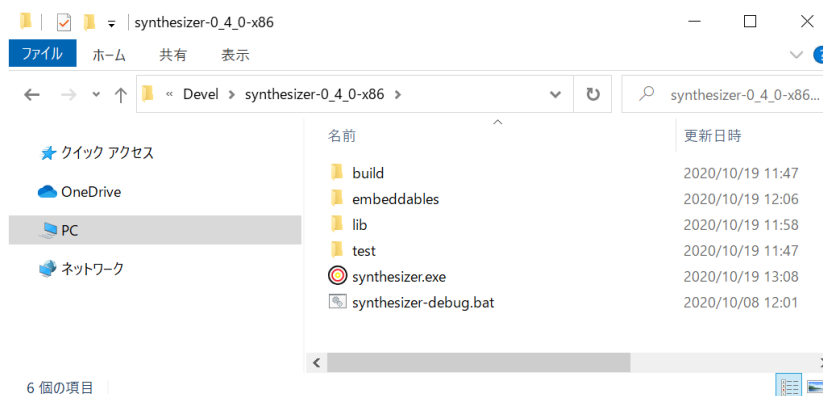 synthesizer-0_4_0-x86
ファイル ホーム 共有 表示
« Devel > synthesizer-0_4_0-x86 > synthesizer-0_4_0-x86...
名前 更新日時
クイック アクセス
OneDrive
PC
ネットワーク
build 2020/10/19 11:47
embeddables 2020/10/19 12:06
lib 2020/10/19 11:58
test 2020/10/19 11:47
synthesizer.exe 2020/10/19 13:08
synthesizer-debug.bat 2020/10/08 12:01
6 個の項目